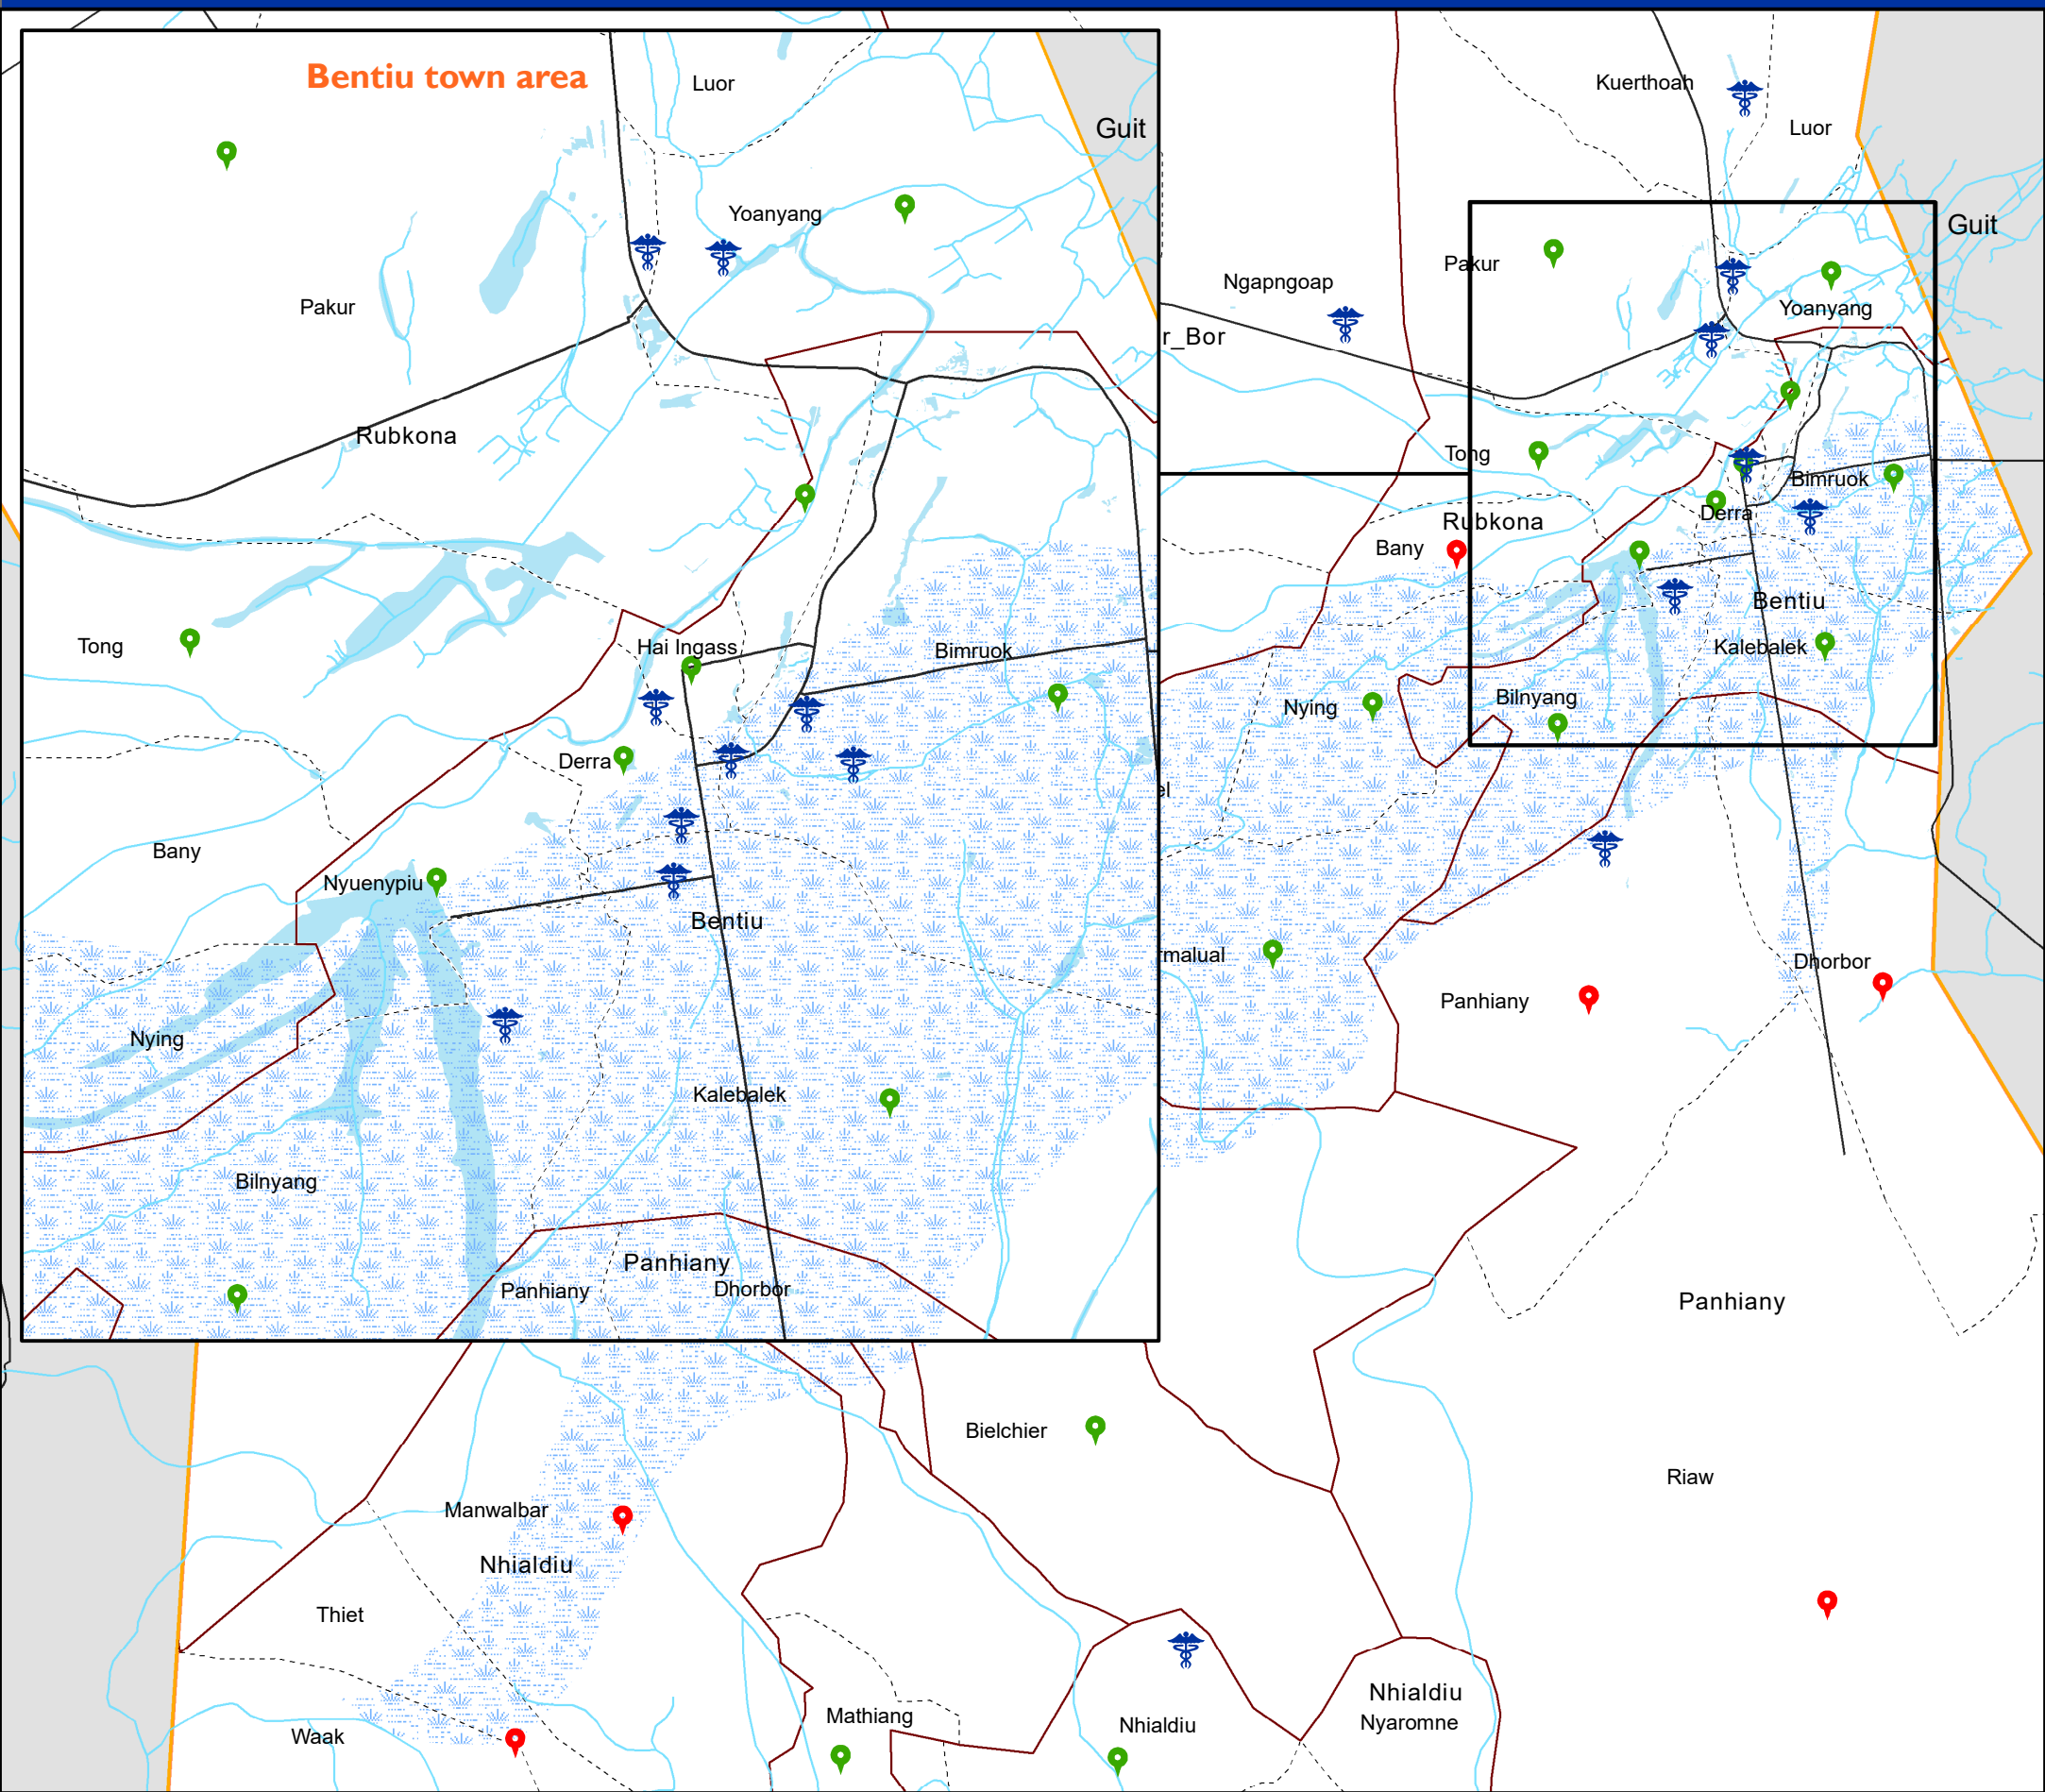 Bentiu town area
Luor
Guit
Yoanyang
Pakur
Rubkona
Tong
Hai Ingass
Bimruok
Derra
Bany
Nyuenypiu
Bentiu
Nying
Kalebalek
Bilnyang
Panhiany
Panhiany
Dhorbor
Kuerthoah
Luor
Guit
Pakur
Ngapngoap
Yoanyang
r_Bor
Tong
Bimruok
Derra
Rubkona
Bany
Bentiu
Kalebalek
Bilnyang
Nying
el
malual
Dhorbor
Panhiany
Panhiany
Bielchier
Riaw
Manwalbar
Nhialdiu
Thiet
Nhialdiu
Mathiang
Nyaromne
Nhialdiu
Waak